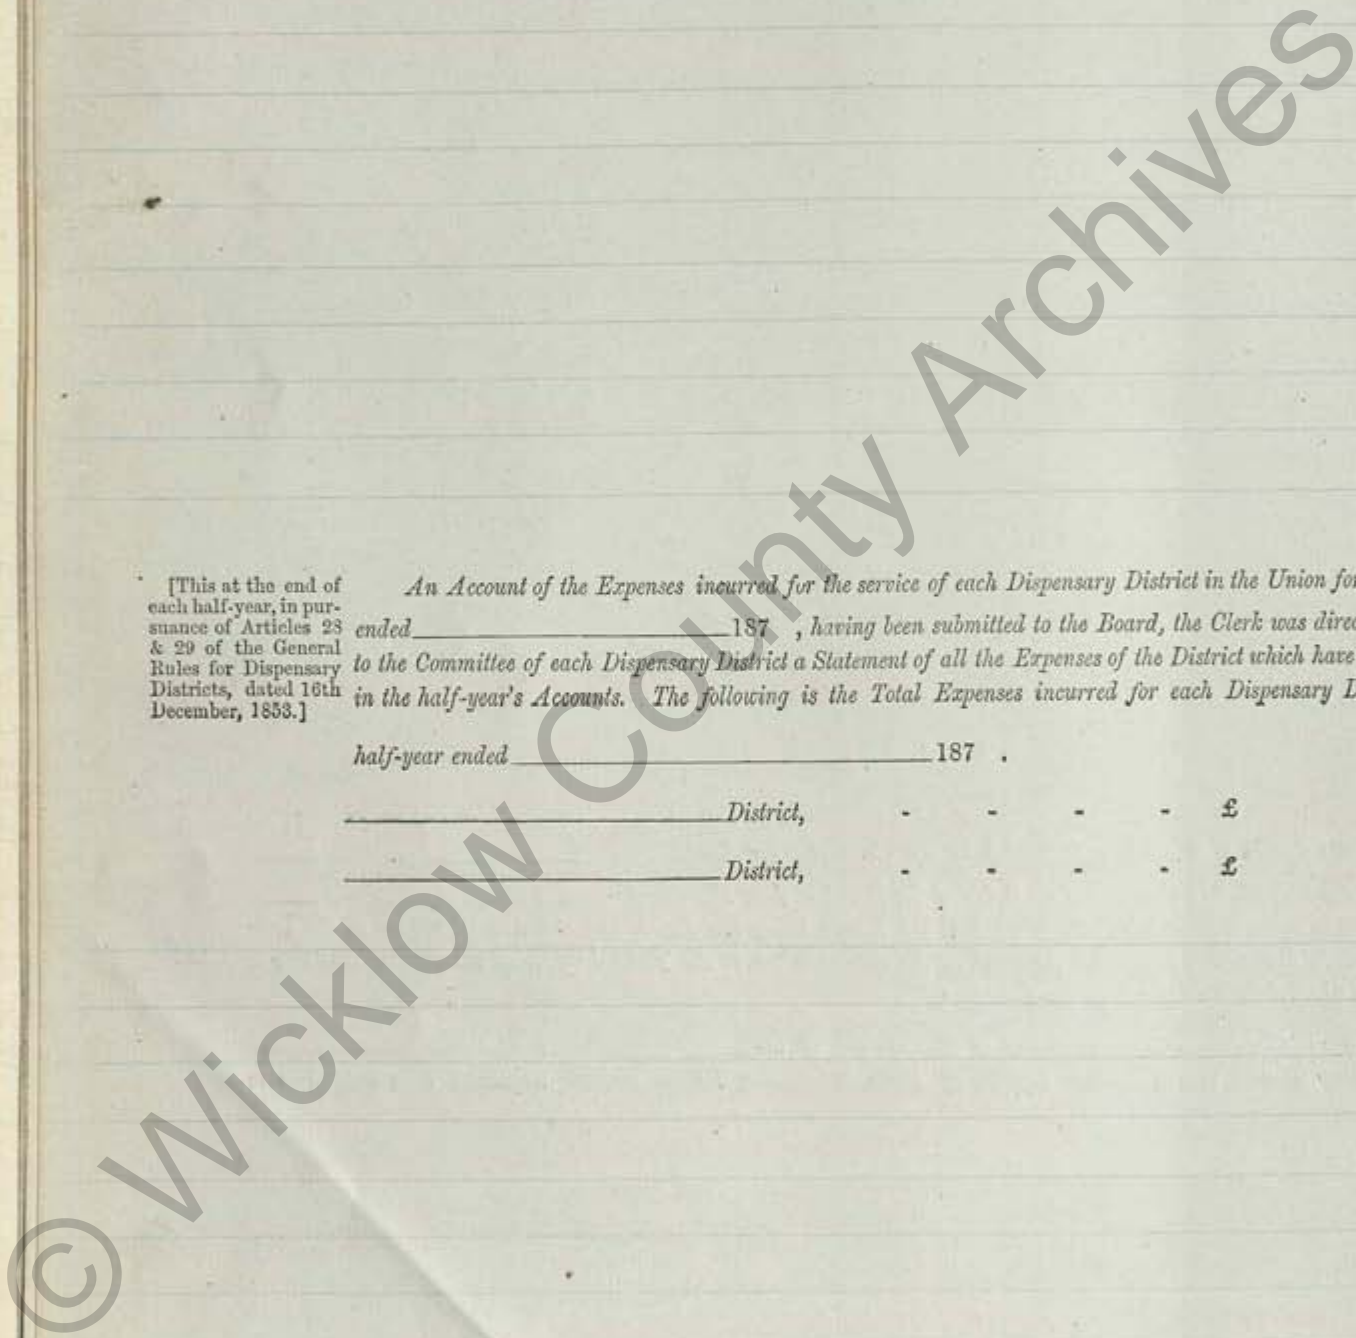 [This at the end of
each half-year, in pur-
suance of Articles 28
& 29 of the General
Rules for Dispensary
Districts, dated 16th
December, 1853.]
An Account of the Expenses incurred for the service of each Dispensary District in the Union for
ended 187 , having been submitted to the Board, the Clerk was direc
to the Committee of each Dispensary District a Statement of all the Expenses of the District which have
in the half-year's Accounts. The following is the Total Expenses incurred for each Dispensary D
half-year ended 187 .
District, - - - - £
District, - - - - £
© Wicklow County Archives